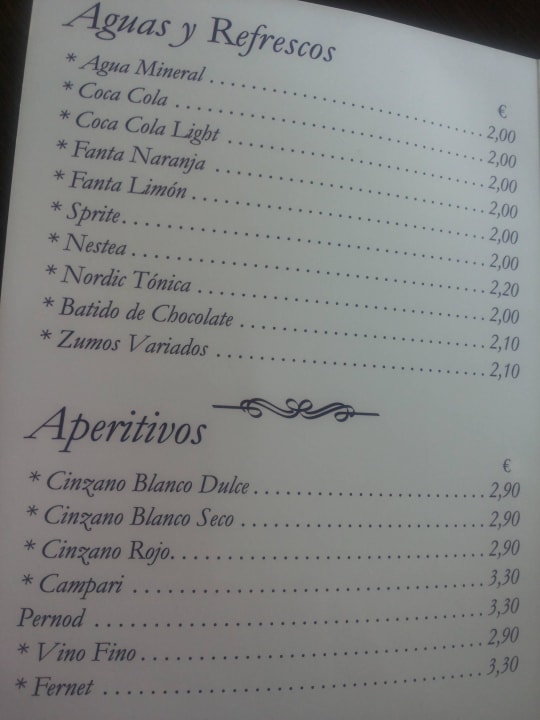 Aguas y Refrescos
€
* Agua Mineral ........................ 2,00
* Coca Cola ........................ 2,00
* Coca Cola Light ........................ 2,00
* Fanta Naranja ........................ 2,00
* Fanta Limón ........................ 2,00
* Sprite ........................ 2,00
* Nestea ........................ 2,20
* Nordic Tónica ........................ 2,00
* Batido de Chocolate ........................ 2,10
* Zumos Variados ........................ 2,10
Aperitivos
€
* Cinzano Blanco Dulce ........................ 2,90
* Cinzano Blanco Seco ........................ 2,90
* Cinzano Rojo ........................ 2,90
* Campari ........................ 3,30
Pernod ........................ 3,30
* Vino Fino ........................ 2,90
* Fernet ........................ 3,30